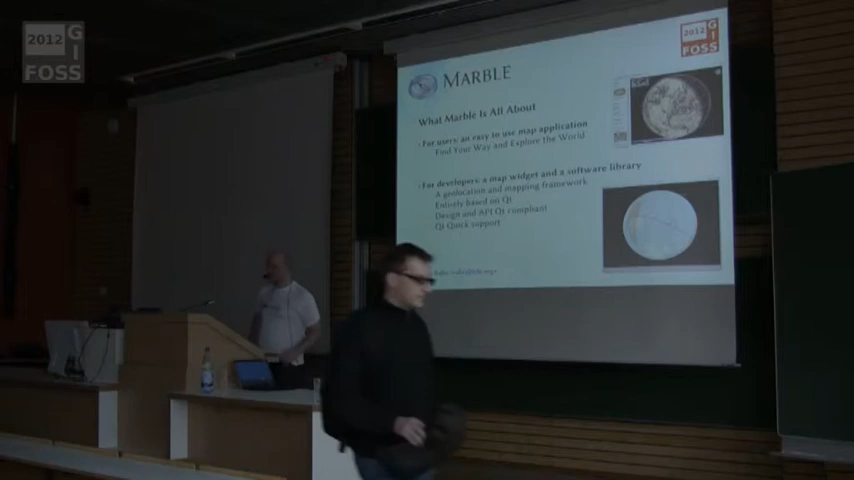 2012 GI
FOSS
2012 GI
FOSS
MARBLE
What Marble Is All About
· For users: an easy to use map application
Find Your Way and Explore the World
· For developers: a map widget and a software library
A geolocation and mapping framework
Entirely based on Qt
Design and API Qt compliant
Qt Quick support